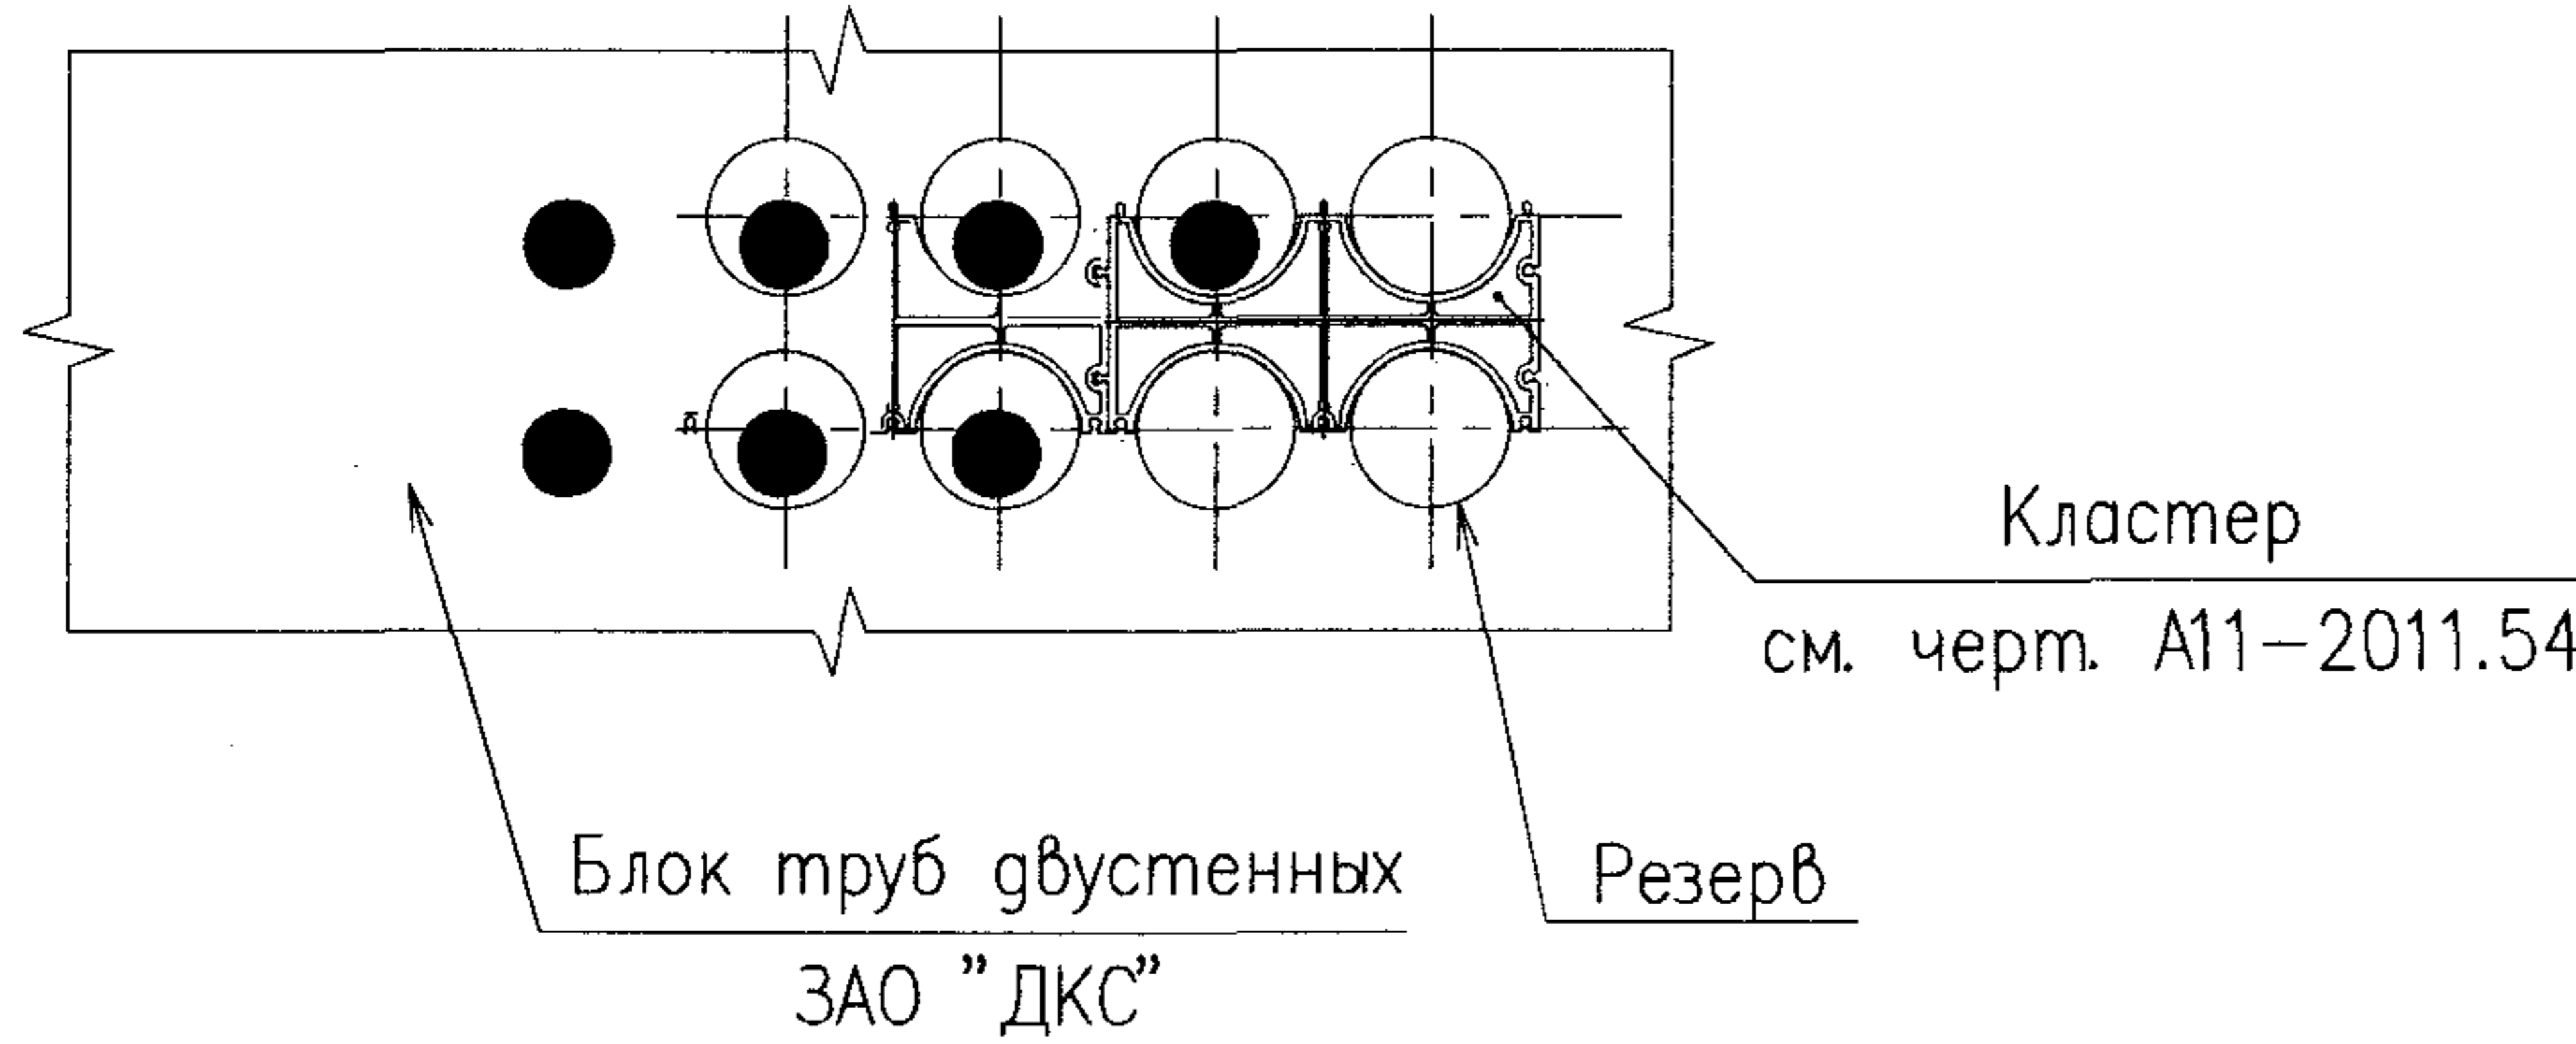 Кластер
см. черт. А11-2011.54
Резерв
Блок труб двустенных
ЗАО "ДКС"